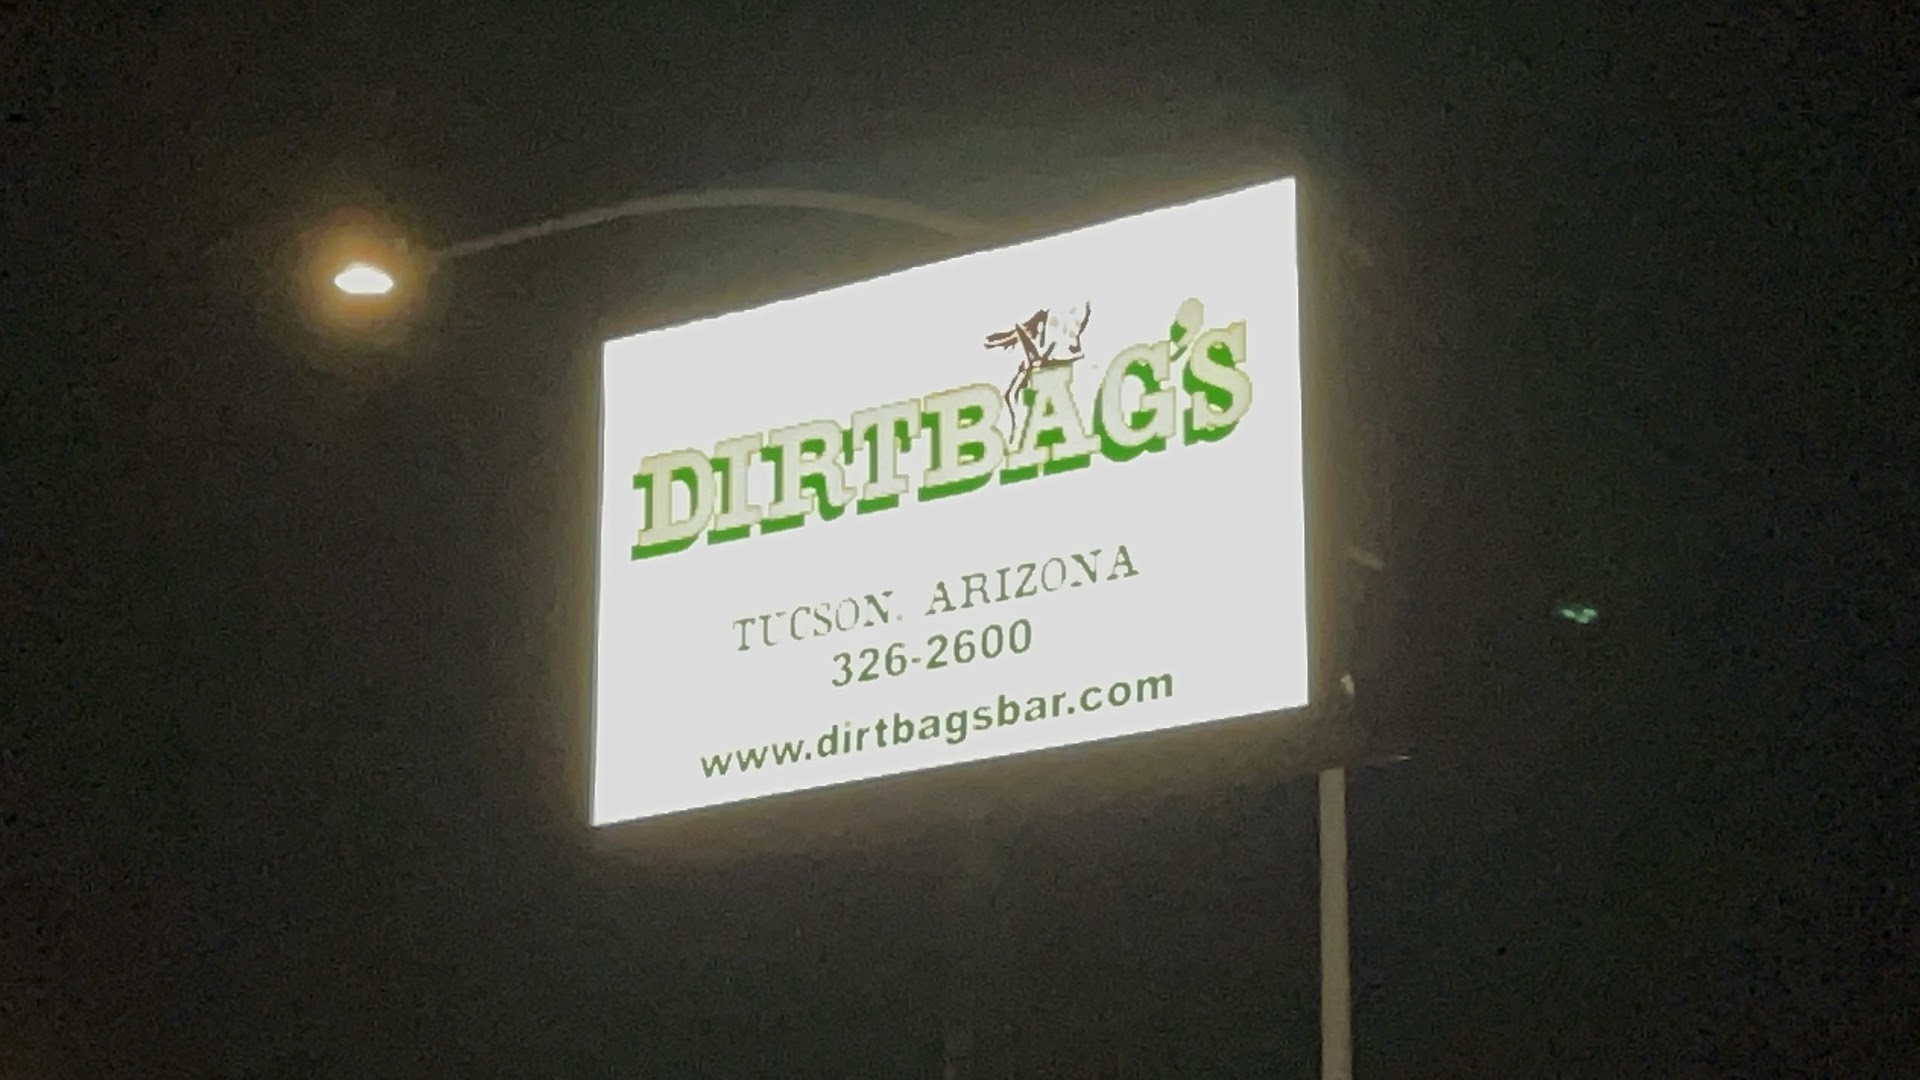 DIRTBAG'S
TUCSON, ARIZONA
326-2600
www.dirtbagsbar.com